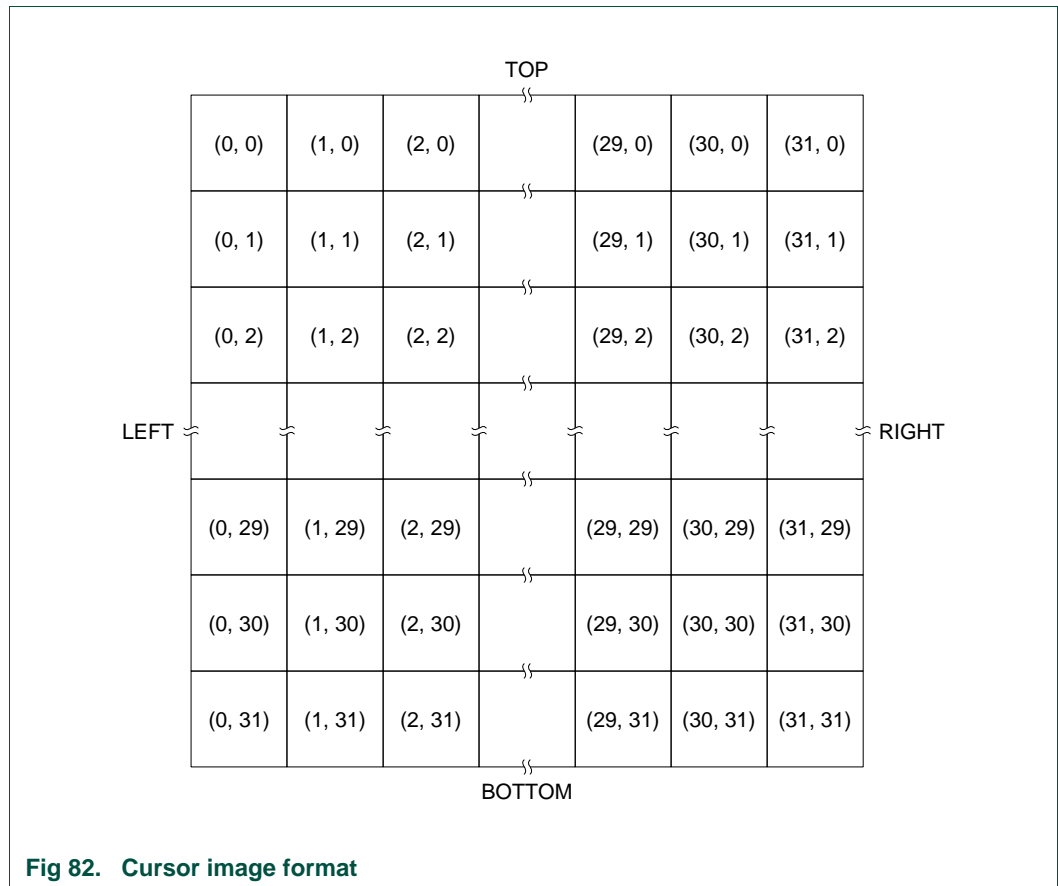 TOP
(0, 0) (1, 0) (2, 0) (29, 0) (30, 0) (31, 0)
(0, 1) (1, 1) (2, 1) (29, 1) (30, 1) (31, 1)
(0, 2) (1, 2) (2, 2) (29, 2) (30, 2) (31, 2)
LEFT RIGHT
(0, 29) (1, 29) (2, 29) (29, 29) (30, 29) (31, 29)
(0, 30) (1, 30) (2, 30) (29, 30) (30, 30) (31, 30)
(0, 31) (1, 31) (2, 31) (29, 31) (30, 31) (31, 31)
BOTTOM
Fig 82. Cursor image format